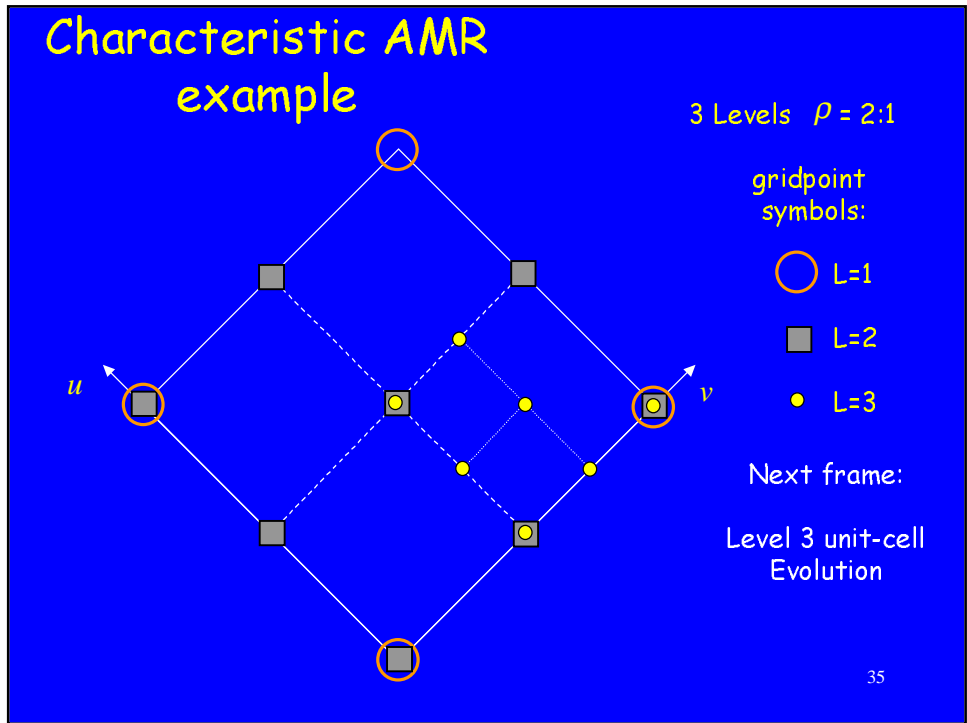 Characteristic AMR
example
3 Levels ρ = 2:1
gridpoint
symbols:
L=1
L=2
L=3
u
v
Next frame:
Level 3 unit-cell
Evolution
35